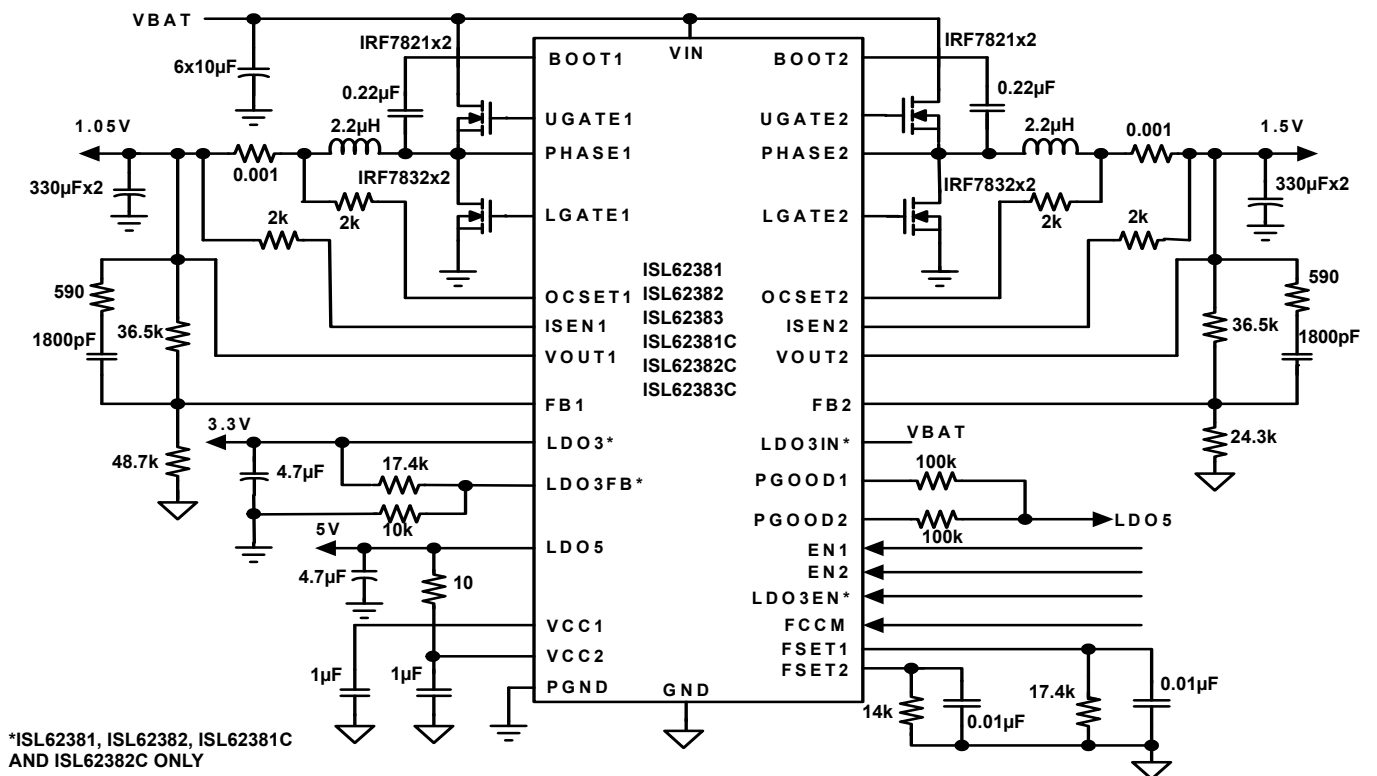 VBAT
IRF7821x2
VIN
IRF7821x2
BOOT1
BOOT2
6x10µF
0.22µF
0.22µF
UGATE1
UGATE2
1.05V
2.2µH
2.2µH
0.001
1.5V
PHASE1
PHASE2
0.001
IRF7832x2
IRF7832x2
330µFx2
330µFx2
2k
LGATE1
LGATE2
2k
2k
2k
ISL62381
ISL62382
ISL62383
ISL62381C
ISL62382C
ISL62383C
590
OCSET1
OCSET2
590
ISEN1
ISEN2
36.5k
36.5k
1800pF
1800pF
VOUT1
VOUT2
FB1
FB2
3.3V
LDO3*
LDO3IN*
VBAT
24.3k
48.7k
4.7µF
17.4k
100k
LDO3FB*
PGOOD1
10k
PGOOD2
100k
LDO5
5V
LDO5
EN1
4.7µF
10
EN2
LDO3EN*
VCC1
FCCM
FSET1
VCC2
FSET2
1µF
1µF
PGND
GND
14k
0.01µF
17.4k
0.01µF
*ISL62381, ISL62382, ISL62381C
AND ISL62382C ONLY